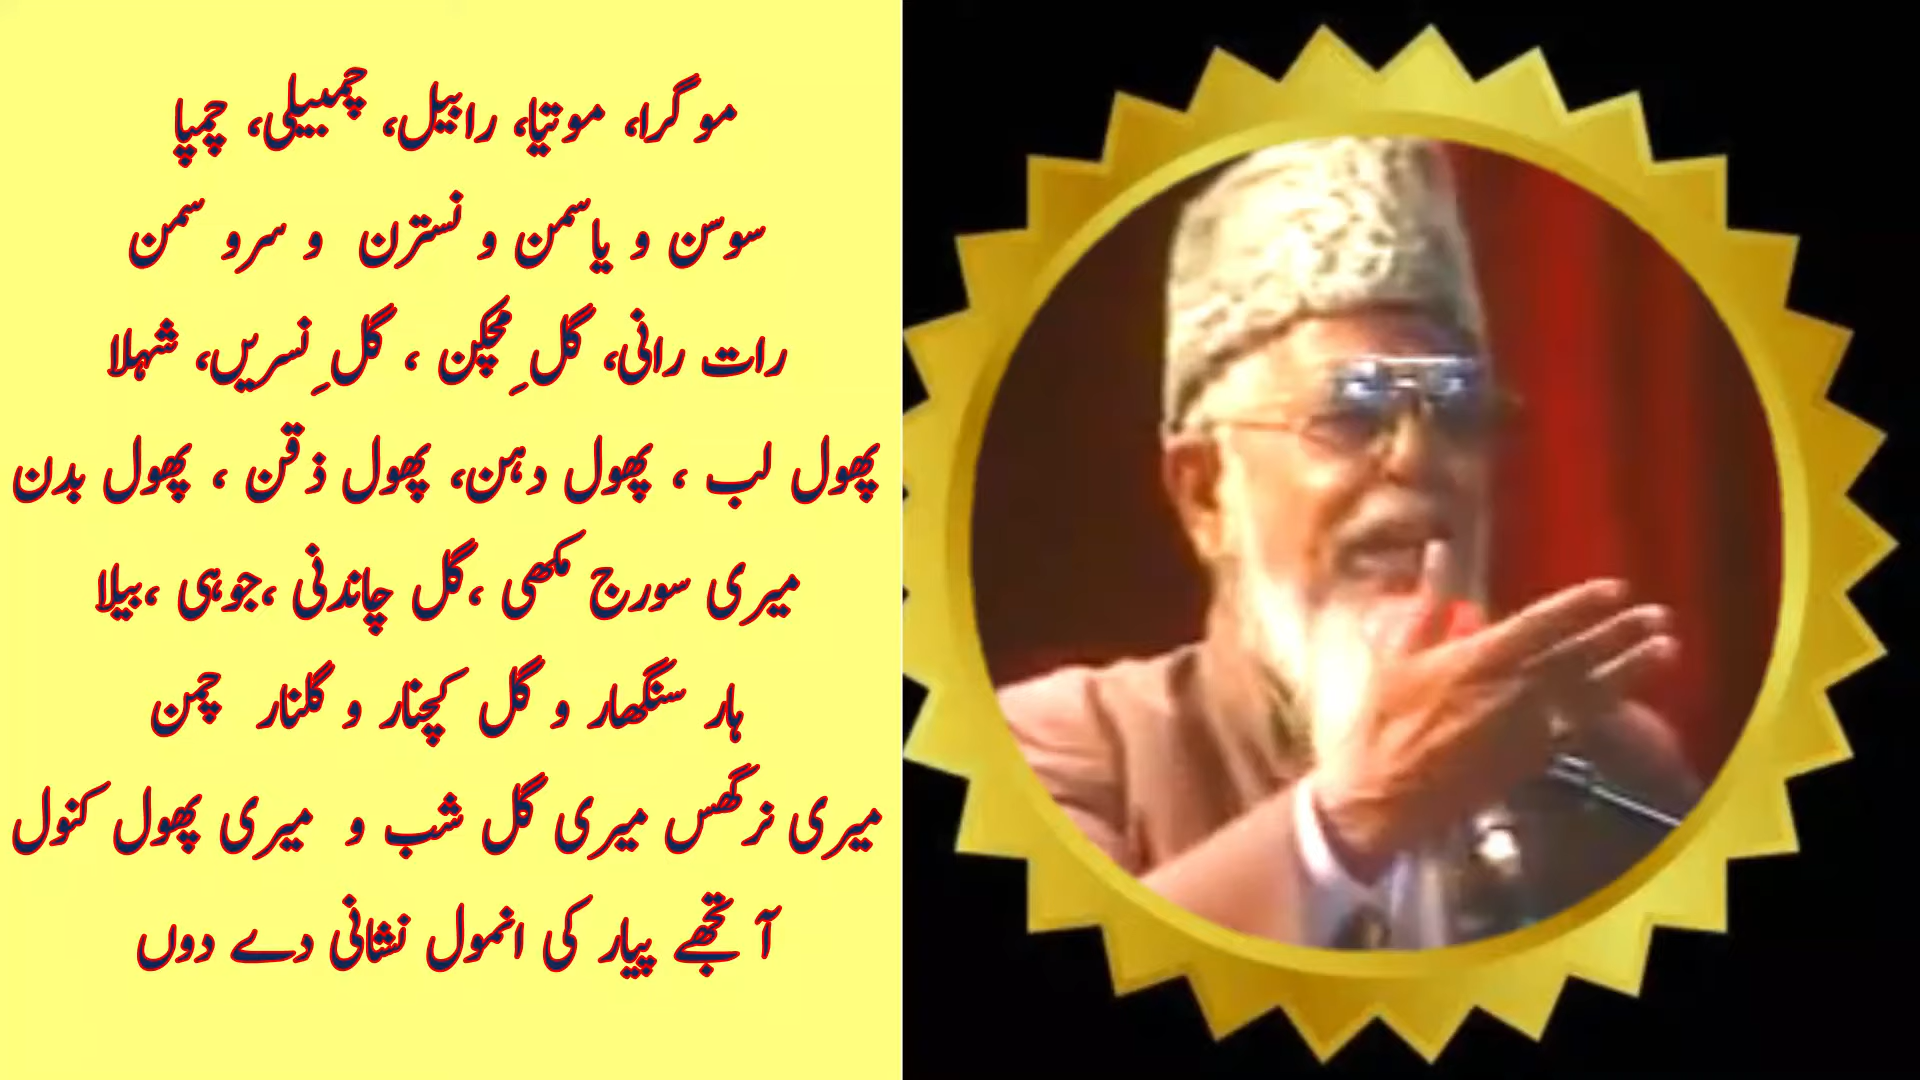 موگرا، موتیا، رابیل، چمبیلی، چمپا
سوسن و یاسمن و نسترن و سرو سمن
رات رانی، گلِ مچکن ، گلِ نسریں، شہلا
پھول لب ، پھول دہن، پھول ذقن ، پھول بدن
میری سورج مکھی ،گل چاندنی ،جوہی ،بیلا
ہار سنگھار و گل کچنار و گلنار چمن
میری نرگھس میری گل شب و میری پھول کنول
آ تجھے پیار کی انمول نشانی دے دوں